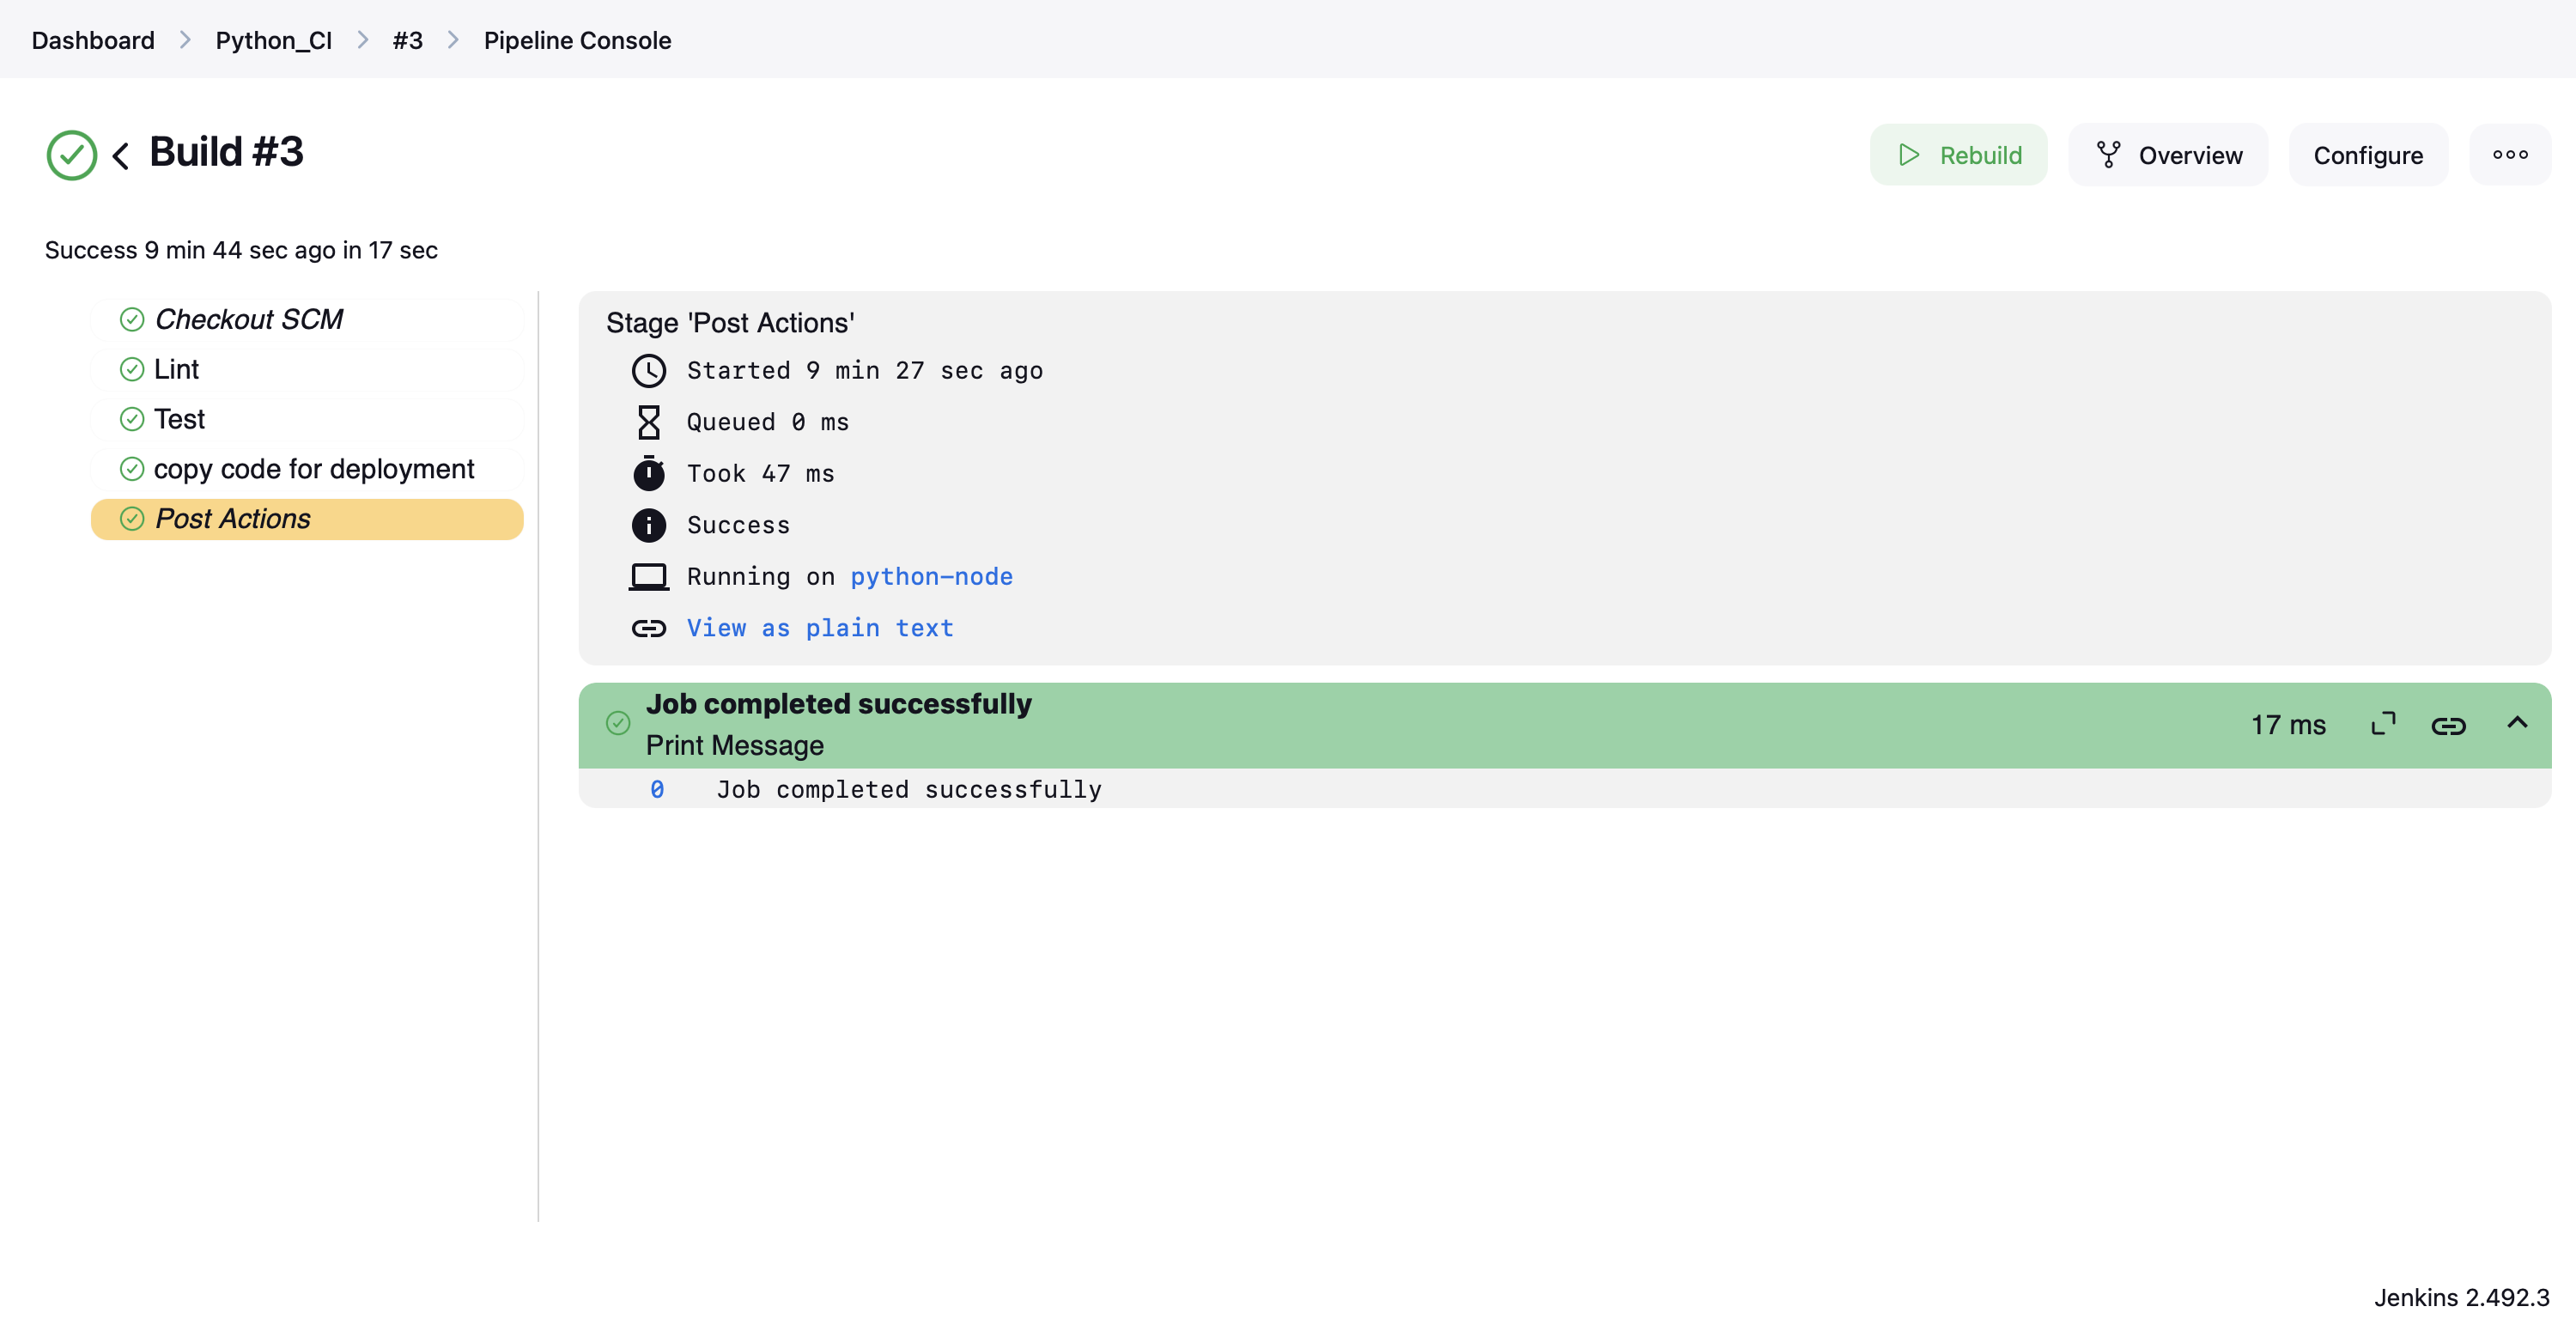 Dashboard > Python_CI > #3 > Pipeline Console
Build #3
Rebuild
Overview
Configure
Success 9 min 44 sec ago in 17 sec
Checkout SCM
Lint
Test
copy code for deployment
Post Actions
Stage 'Post Actions'
Started 9 min 27 sec ago
Queued 0 ms
Took 47 ms
Success
Running on python-node
View as plain text
Job completed successfully
Print Message
17 ms
0 Job completed successfully
Jenkins 2.492.3